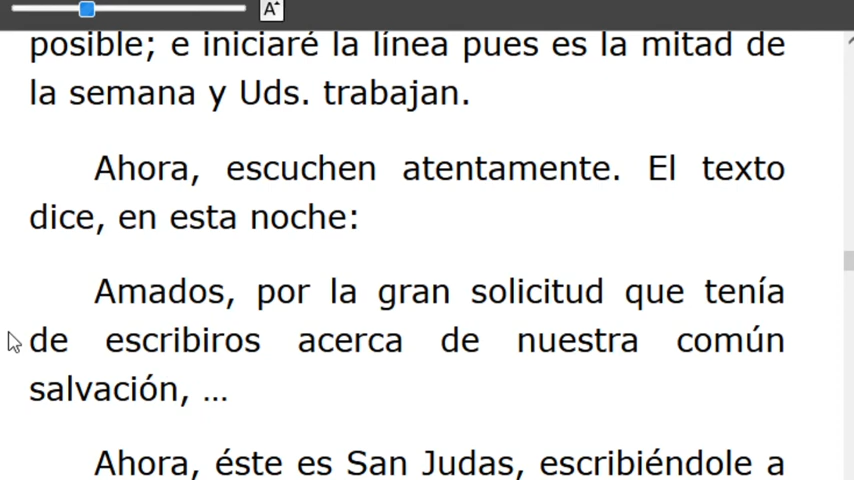 A
posible; e iniciaré la línea pues es la mitad de
la semana y Uds. trabajan.
Ahora, escuchen atentamente. El texto
dice, en esta noche:
Amados, por la gran solicitud que tenía
de escribiros acerca de nuestra común
salvación, ...
Ahora, éste es San Judas, escribiéndole a